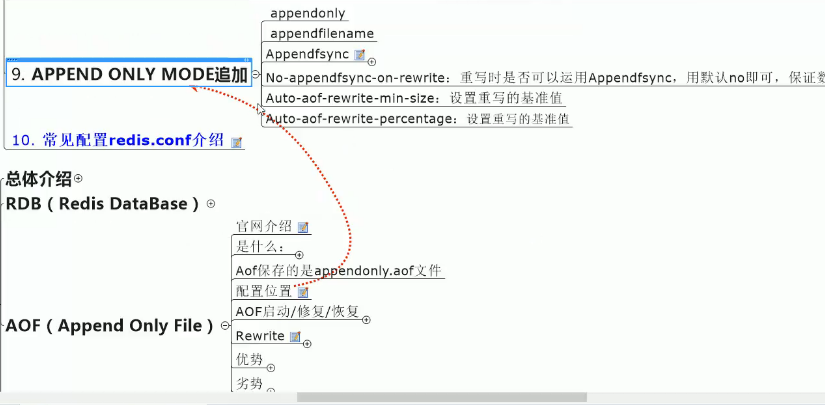 appendonly
appendfilename
Appendfsync
9. APPEND ONLY MODE追加
No-appendfsync-on-rewrite：重写时是否可以运用Appendfsync，用默认no即可，保证数
Auto-aof-rewrite-min-size：设置重写的基准值
Auto-aof-rewrite-percentage：设置重写的基准值
10. 常见配置redis.conf介绍
总体介绍
RDB（Redis DataBase）
官网介绍
是什么：
Aof保存的是appendonly.aof文件
配置位置
AOF启动/修复/恢复
AOF（Append Only File）
Rewrite
优势
劣势